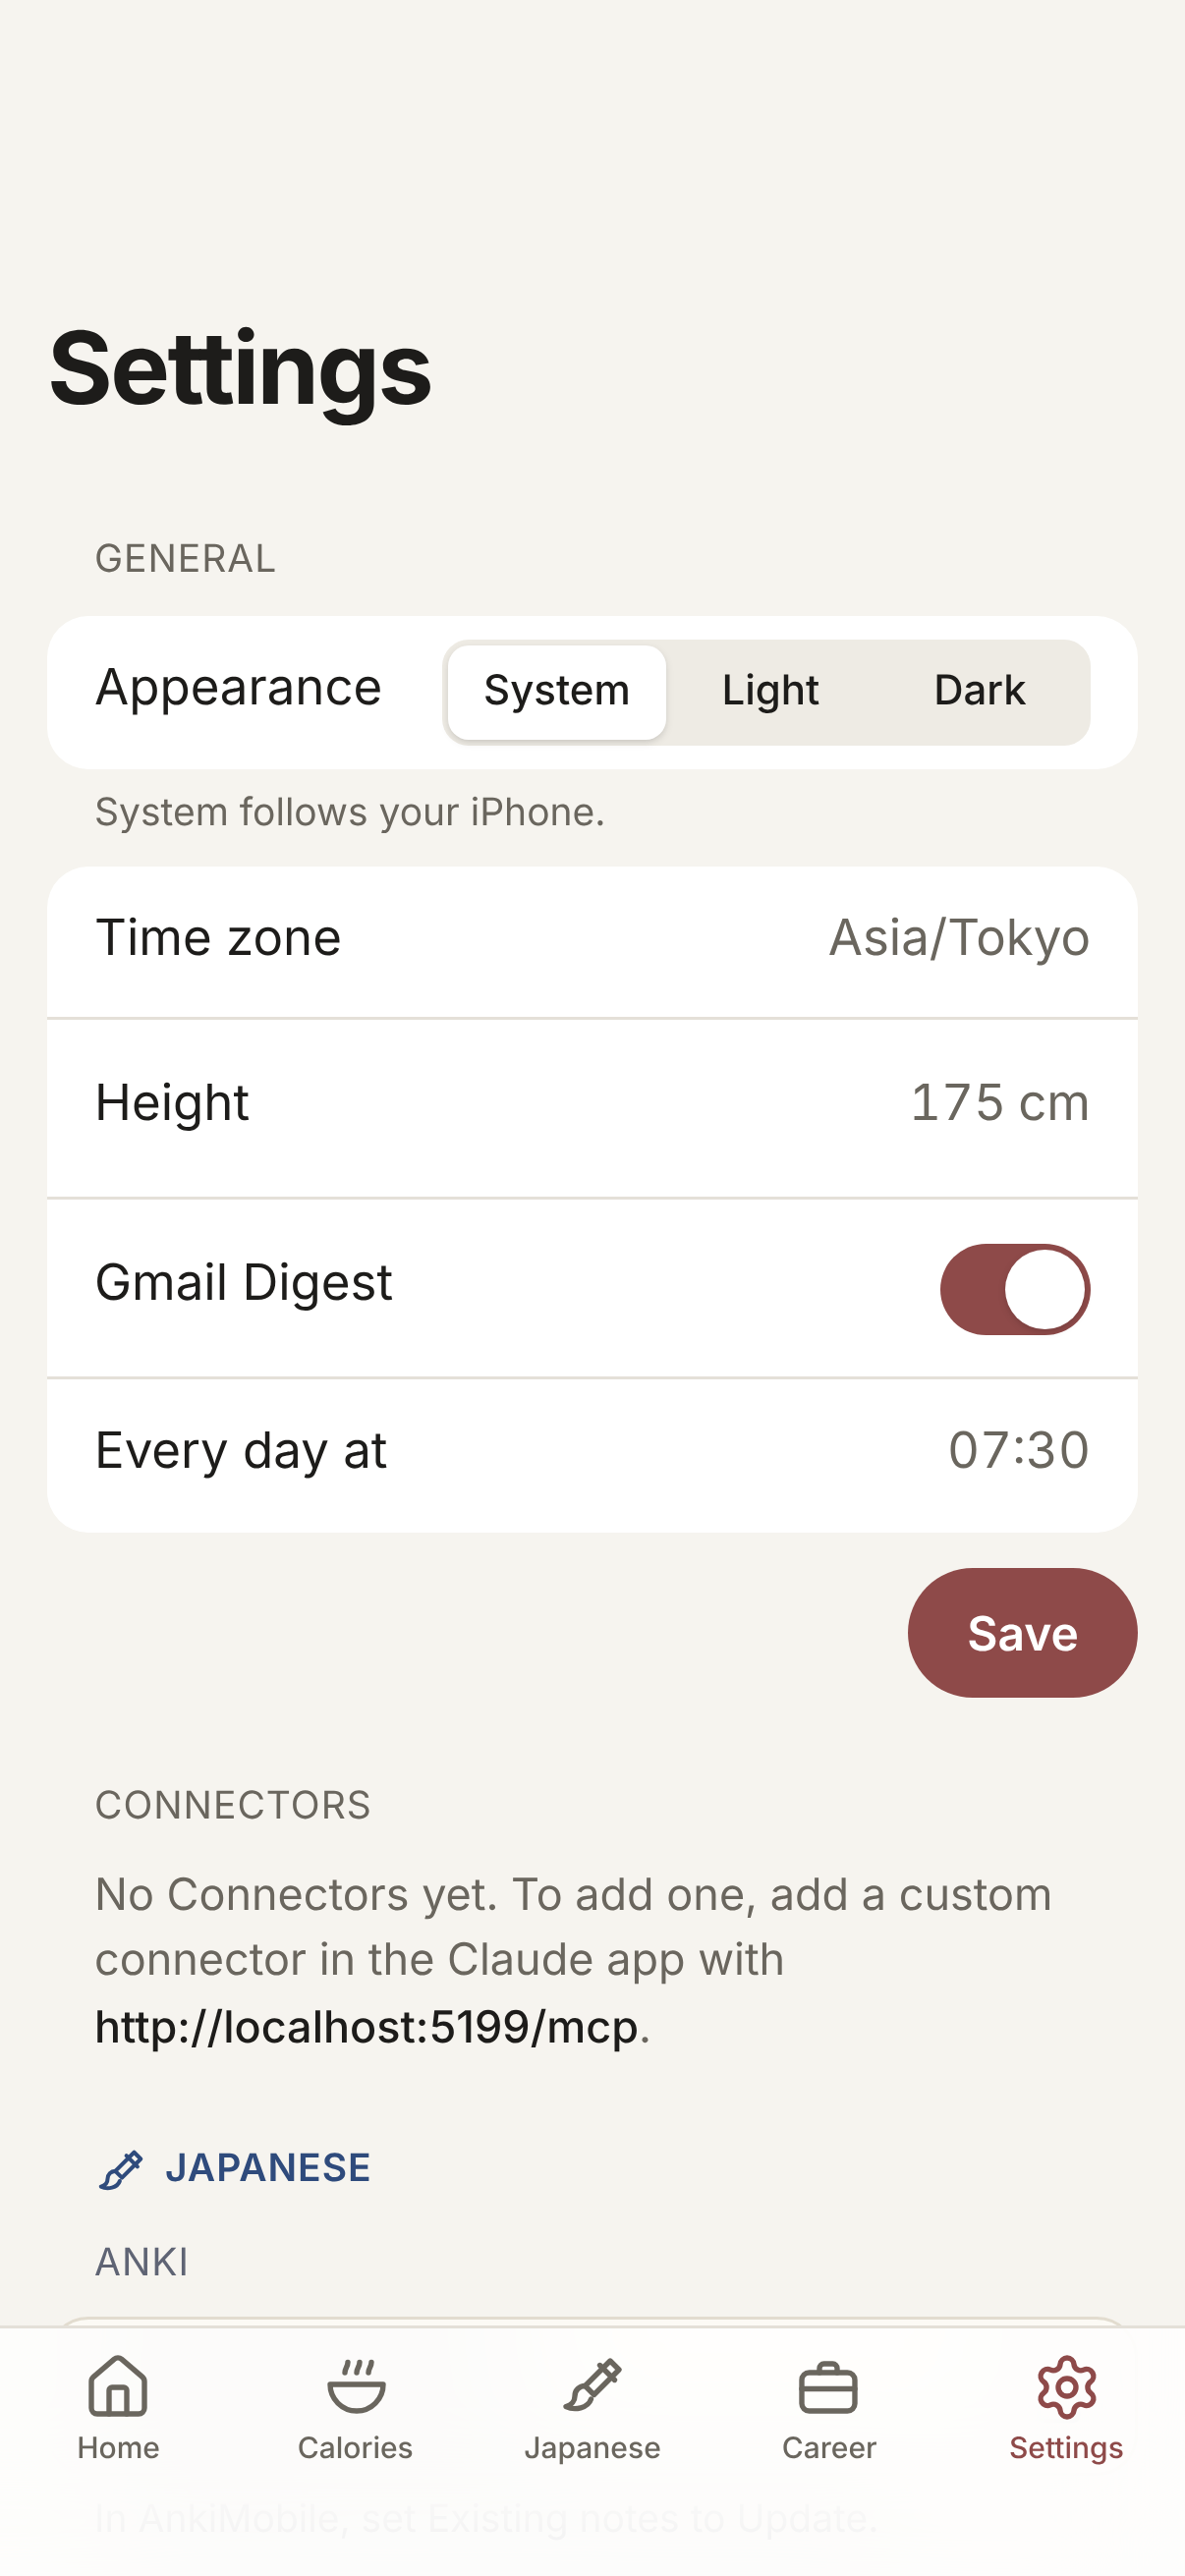 Settings
GENERAL
Appearance System Light Dark
System follows your iPhone.
Time zone Asia/Tokyo
Height 175 cm
Gmail Digest
Every day at 07:30
Save
CONNECTORS
No Connectors yet. To add one, add a custom
connector in the Claude app with
http://localhost:5199/mcp.
JAPANESE
ANKI
Home Calories Japanese Career Settings
In AnkiMobile, set Existing notes to Update.